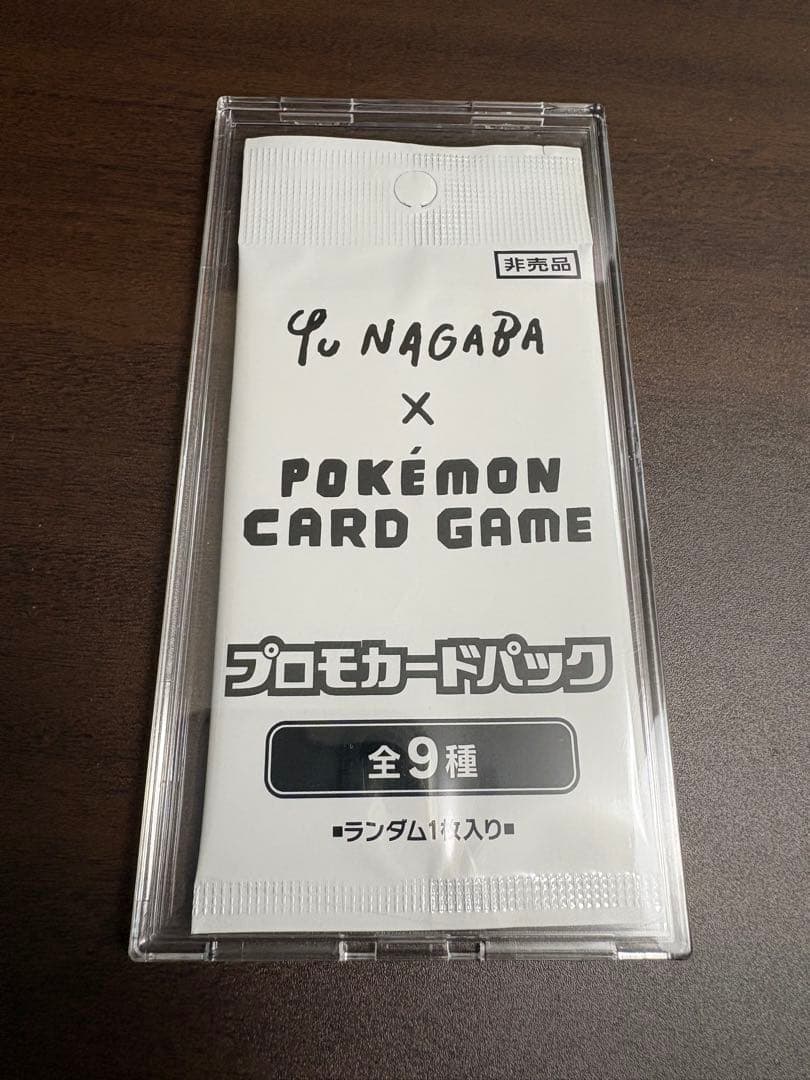 非売品
Yu NAGABA
×
POKÉMON
CARD GAME
プロモカードパック
全9種
■ランダム1枚入り■